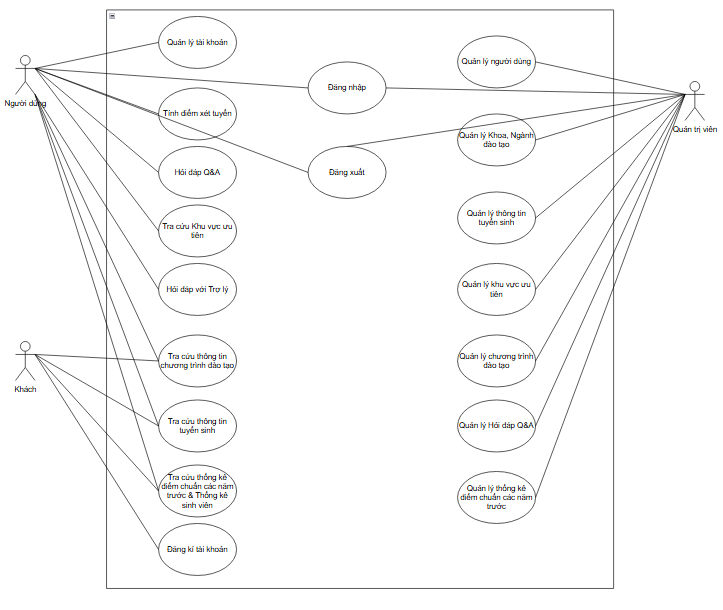 Quản lý tài khoản
Quản lý người dùng
Đăng nhập
Người dùng
Tính điểm xét tuyển
Quản trị viên
Quản lý Khoa, Ngành
đào tạo
Hỏi đáp Q&A
Đăng xuất
Quản lý thông tin
tuyển sinh
Tra cứu Khu vực ưu
tiên
Hỏi đáp với Trợ lý
Quản lý khu vực ưu
tiên
Tra cứu thông tin
chương trình đào tạo
Quản lý chương trình
đào tạo
Khách
Tra cứu thông tin
tuyển sinh
Quản lý Hỏi đáp Q&A
Tra cứu thống kê
điểm chuẩn các năm
trước & Thống kê
sinh viên
Quản lý thống kê
điểm chuẩn các năm
trước
Đăng kí tài khoản